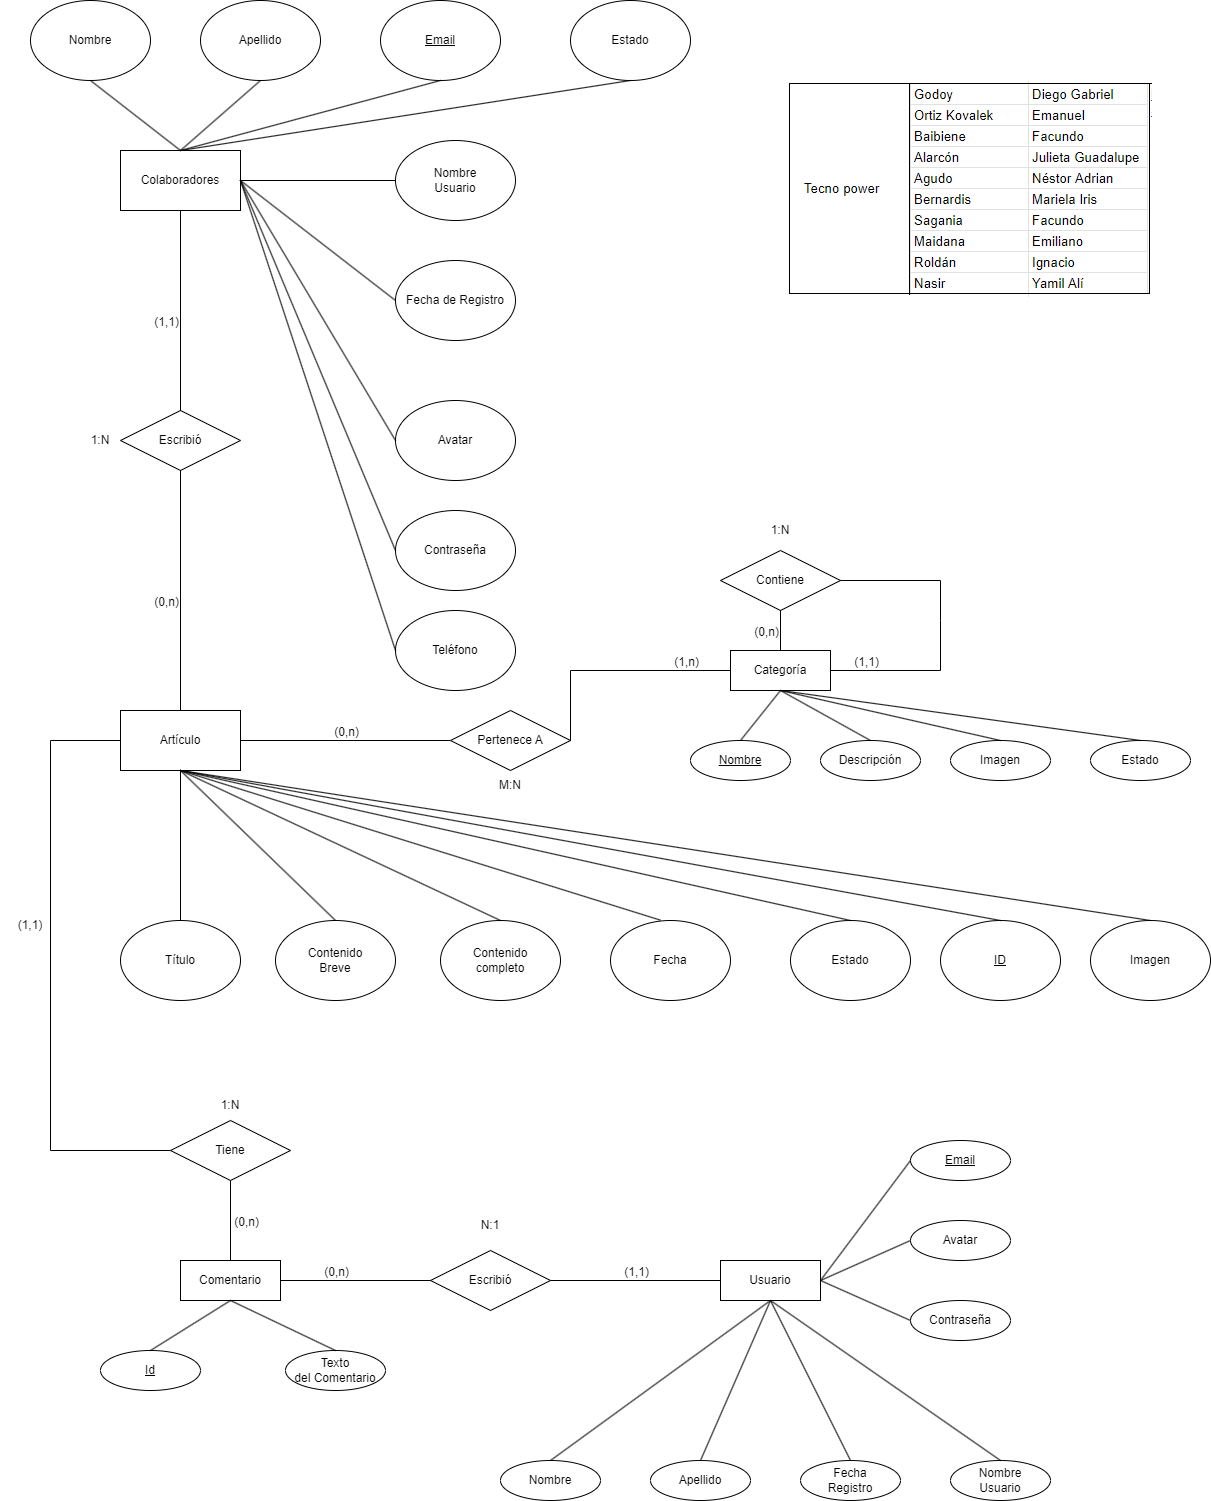 Nombre
Apellido
Email
Estado
Tecno power
Godoy Diego Gabriel
Ortiz Kovalek Emanuel
Baibiene Facundo
Alarcón Julieta Guadalupe
Agudo Néstor Adrian
Bernardis Mariela Iris
Sagania Facundo
Maidana Emiliano
Roldán Ignacio
Nasir Yamil Alí
Colaboradores
Nombre
Usuario
Fecha de Registro
(1,1)
Avatar
1:N
Escribió
Contraseña
1:N
Contiene
(0,n)
Teléfono
(0,n)
(1,n)
Categoría
(1,1)
Artículo
(0,n)
Pertenece A
M:N
Nombre
Descripción
Imagen
Estado
(1,1)
Título
Contenido
Breve
Contenido
completo
Fecha
Estado
ID
Imagen
1:N
Tiene
(0,n)
Comentario
(0,n)
N:1
Escribió
(1,1)
Usuario
Email
Avatar
Contraseña
Id
Texto
del Comentario
Nombre
Apellido
Fecha
Registro
Nombre
Usuario